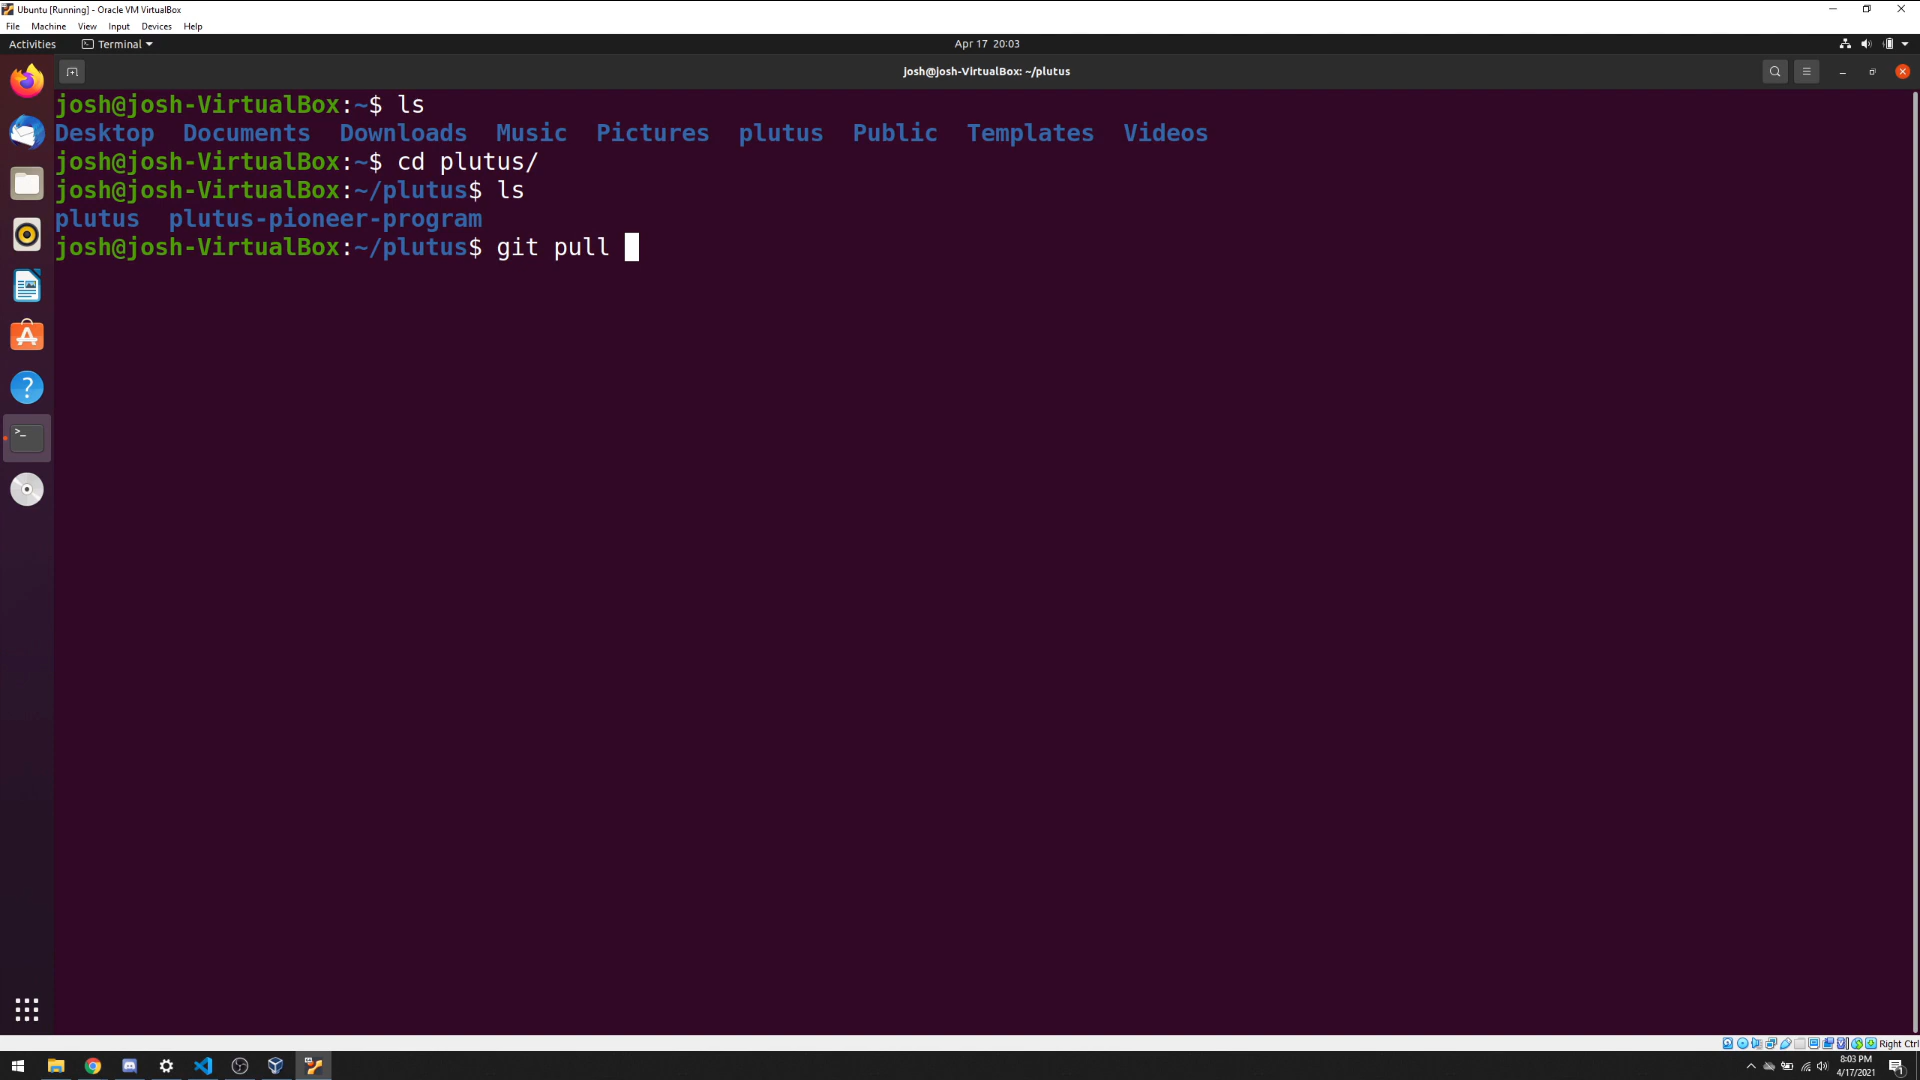 Ubuntu [Running] - Oracle VM VirtualBox
File Machine View Input Devices Help
Activities Terminal Apr 17 20:03
josh@josh-VirtualBox: ~/plutus
josh@josh-VirtualBox:~$ ls
Desktop Documents Downloads Music Pictures plutus Public Templates Videos
josh@josh-VirtualBox:~$ cd plutus/
josh@josh-VirtualBox:~/plutus$ ls
plutus plutus-pioneer-program
josh@josh-VirtualBox:~/plutus$ git pull
Right Ctrl
8:03 PM
4/17/2021